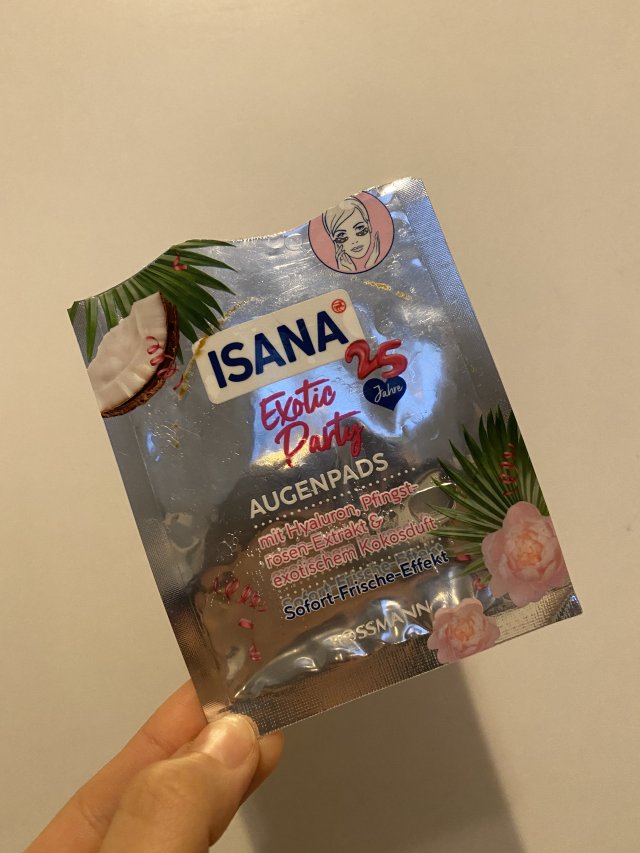 ISANA
25
Jahre
Exotic
Party
AUGENPADS
mit Hyaluron, Pfingst-
rosen-Extrakt &
exotischem Kokosduft
Sofort-Frische-Effekt
ROSSMANN